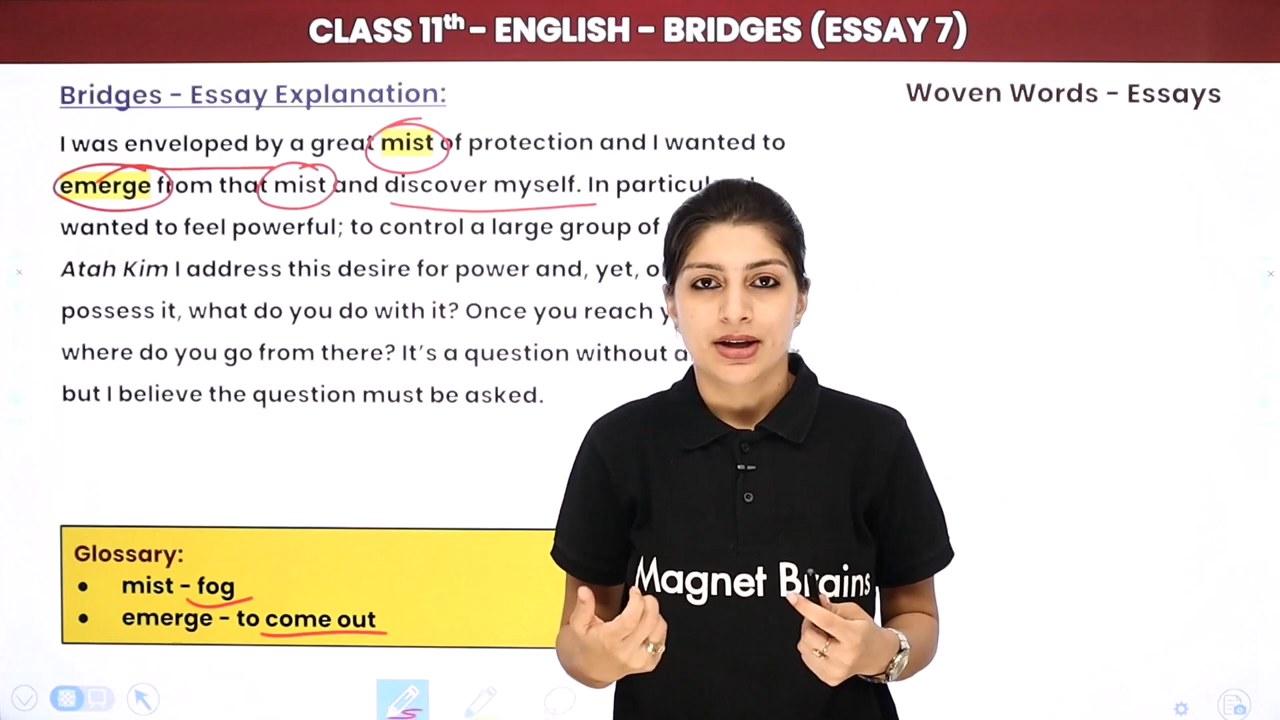 CLASS 11th - ENGLISH - BRIDGES (ESSAY 7)
Bridges - Essay Explanation:
Woven Words - Essays
I was enveloped by a great mist of protection and I wanted to
emerge from that mist and discover myself. In
wanted to feel powerful; to control a large group of
Atah Kim I address this desire for power and, yet,
possess it, what do you do with it? Once you reach
where do you go from there? It's a question without
but I believe the question must be asked.
Glossary:
• mist - fog
• emerge - to come out
Magnet Brains